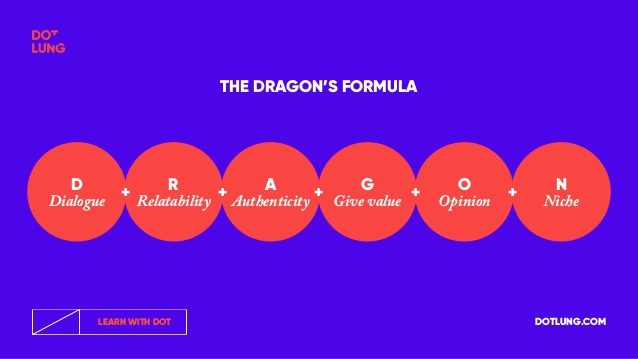 DOT
LUNG
THE DRAGON'S FORMULA
D + R + A + G + O + N
Dialogue Relatability Authenticity Give value Opinion Niche
LEARN WITH DOT
DOTLUNG.COM